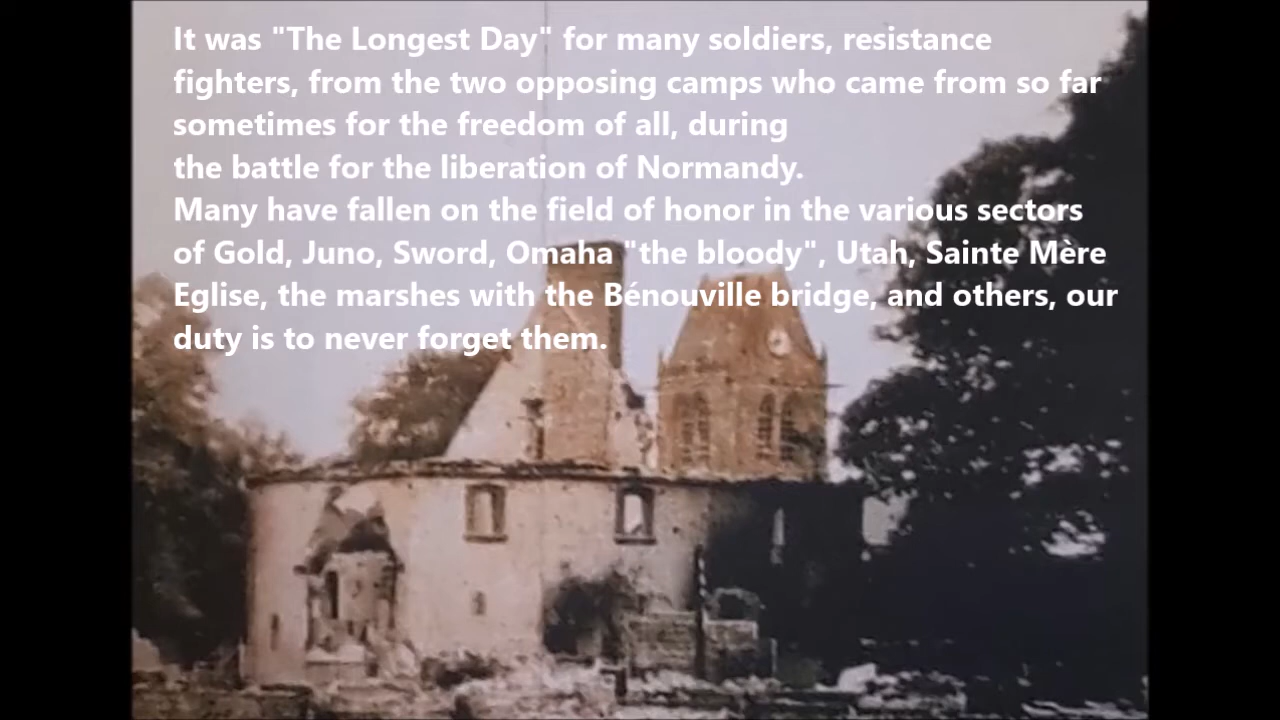 It was "The Longest Day" for many soldiers, resistance
fighters, from the two opposing camps who came from so far
sometimes for the freedom of all, during
the battle for the liberation of Normandy.
Many have fallen on the field of honor in the various sectors
of Gold, Juno, Sword, Omaha "the bloody", Utah, Sainte Mère
Eglise, the marshes with the Bénouville bridge, and others, our
duty is to never forget them.